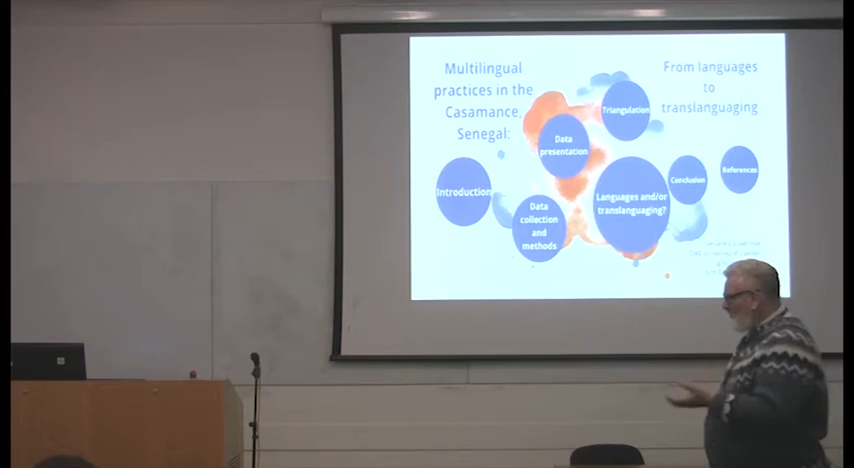 Multilingual
practices in the
Casamance,
Senegal:
From languages
to
translanguaging
Introduction
Data
collection
and
methods
Data
presentation
Triangulation
Languages and/or
translanguaging?
Conclusion
References